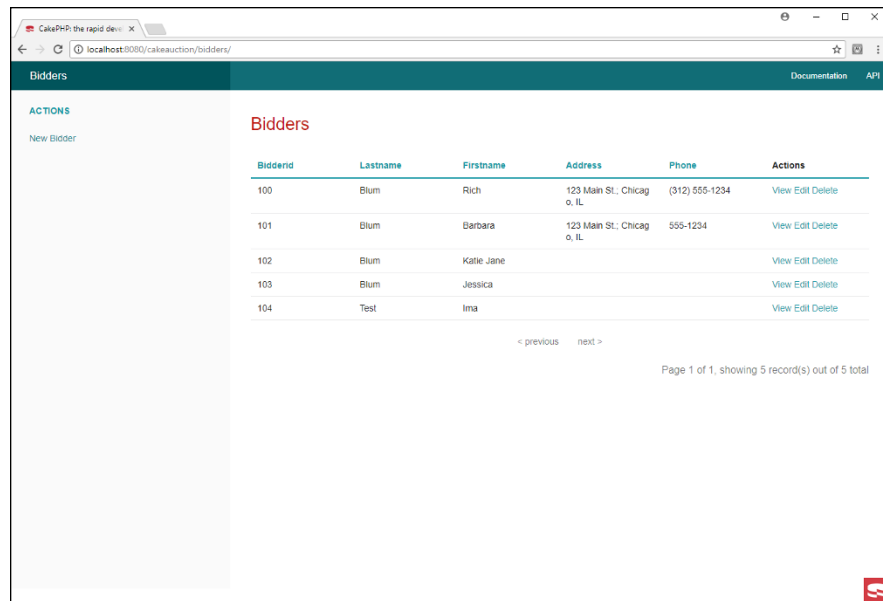 CakePHP: the rapid deve
localhost:8080/cakeauction/bidders/
Bidders Documentation API
ACTIONS
New Bidder
Bidders
Bidderid Lastname Firstname Address Phone Actions
100 Blum Rich 123 Main St.; Chicag (312) 555-1234 View Edit Delete
o, IL
101 Blum Barbara 123 Main St.; Chicag 555-1234 View Edit Delete
o, IL
102 Blum Katie Jane View Edit Delete
103 Blum Jessica View Edit Delete
104 Test Ima View Edit Delete
< previous next >
Page 1 of 1, showing 5 record(s) out of 5 total